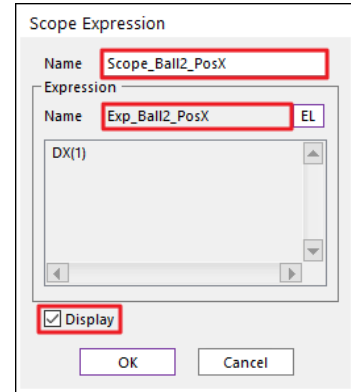 Scope Expression
Name Scope_Ball2_PosX
Expression
Name Exp_Ball2_PosX EL
DX(1)
Display
OK Cancel